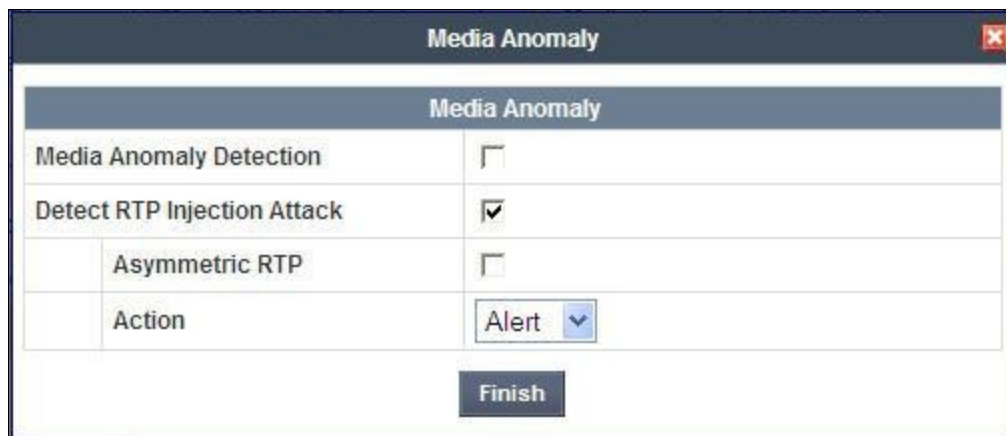 Media Anomaly
Media Anomaly
Media Anomaly Detection
Detect RTP Injection Attack
Asymmetric RTP
Action Alert
Finish